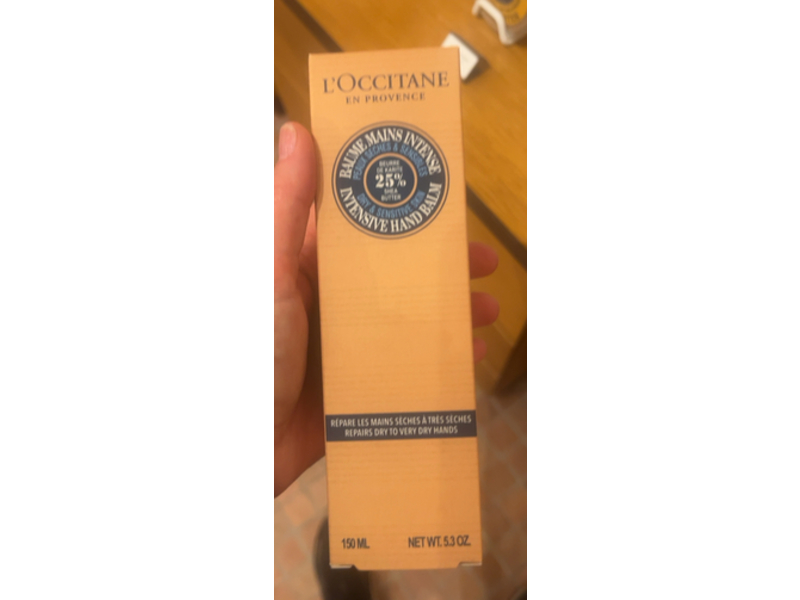 L'OCCITANE
EN PROVENCE
BAUME MAINS INTENSE
PEAUX SÈCHES & SENSIBLES
BEURRE
DE KARITÉ
25%
SHEA
BUTTER
DRY & SENSITIVE SKIN
INTENSIVE HAND BALM
RÉPARE LES MAINS SÈCHES À TRÈS SÈCHES
REPAIRS DRY TO VERY DRY HANDS
150 ML NET WT. 5.3 OZ.